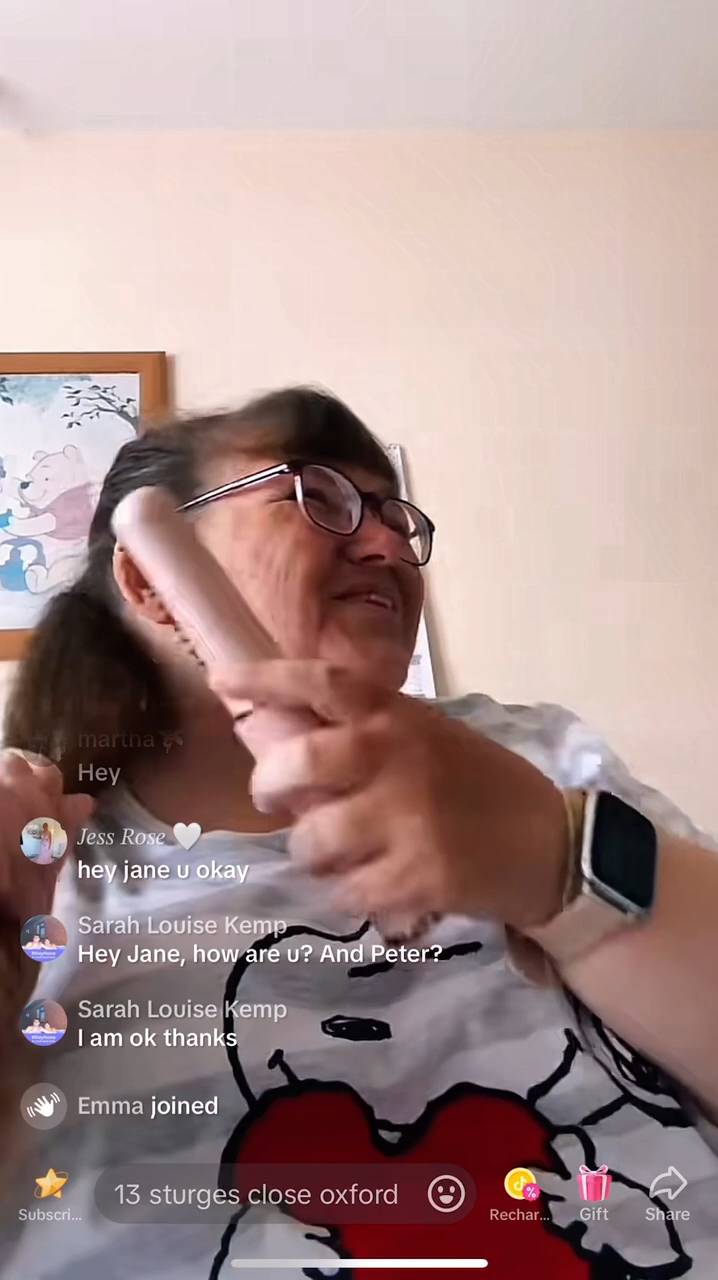 martha
Hey
Jess Rose 🤍
hey jane u okay
Sarah Louise Kemp
Hey Jane, how are u? And Peter?
Sarah Louise Kemp
I am ok thanks
Emma joined
13 sturges close oxford
Subscri...
Rechar...
Gift
Share